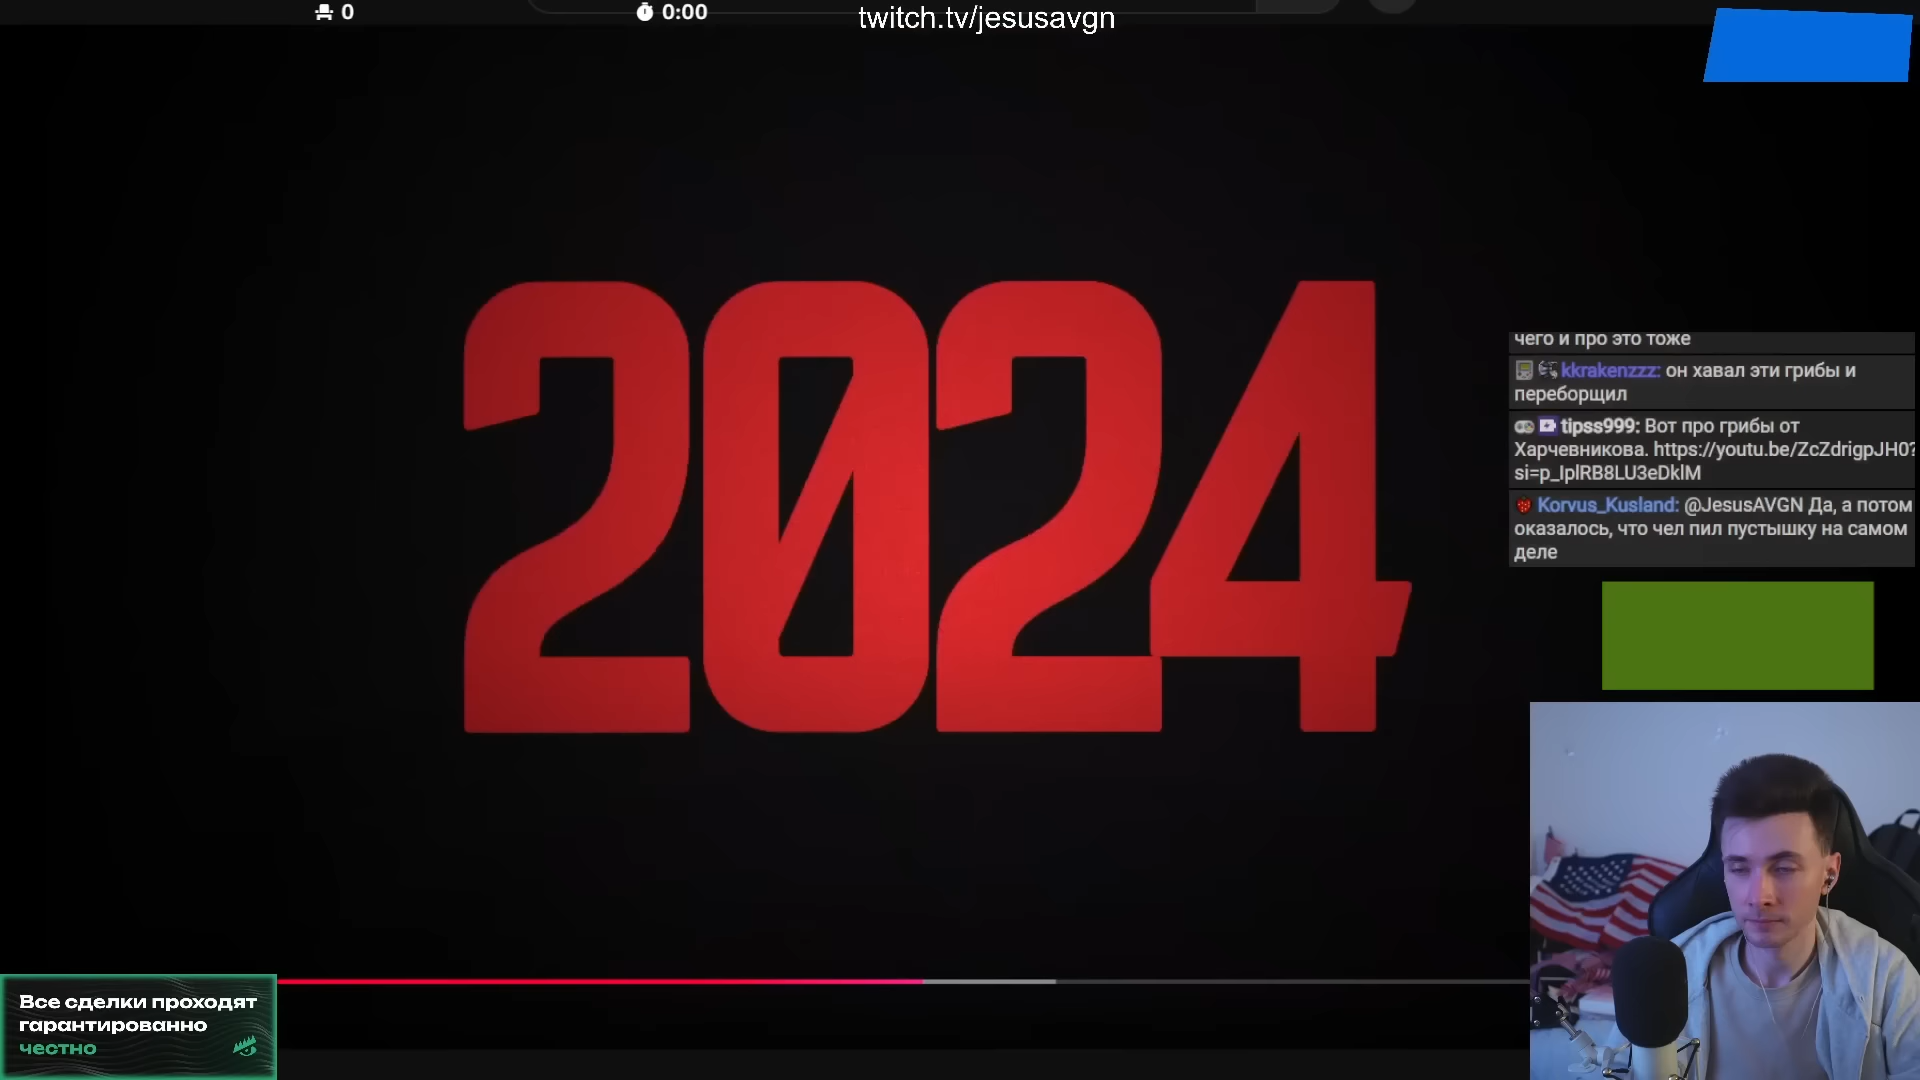 0
0:00
twitch.tv/jesusavgn
2024
чего и про это тоже
kkrakenzzz: он хавал эти грибы и
переборщил
tipss999: Вот про грибы от
Харчевникова. https://youtu.be/ZcZdrigpJH0?
si=p_IplRB8LU3eDklM
Korvus_Kusland: @JesusAVGN Да, а потом
оказалось, что чел пил пустышку на самом
деле
Все сделки проходят
гарантированно
честно